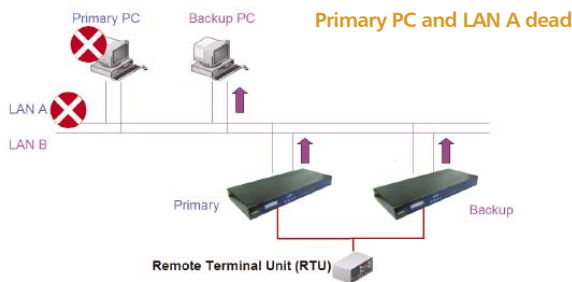 Primary PC and LAN A dead
Primary PC
Backup PC
LAN A
LAN B
Primary
Backup
Remote Terminal Unit (RTU)